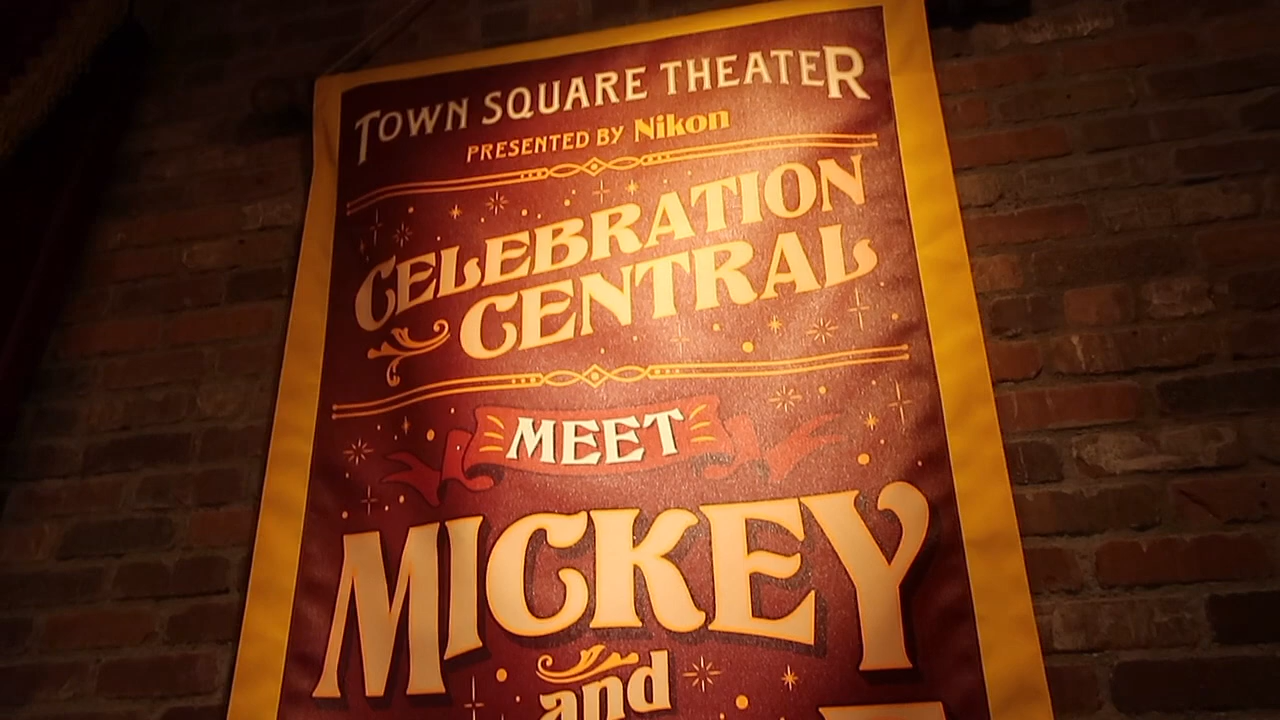 TOWN SQUARE THEATER
PRESENTED BY Nikon
CELEBRATION
CENTRAL
MEET
MICKEY
and